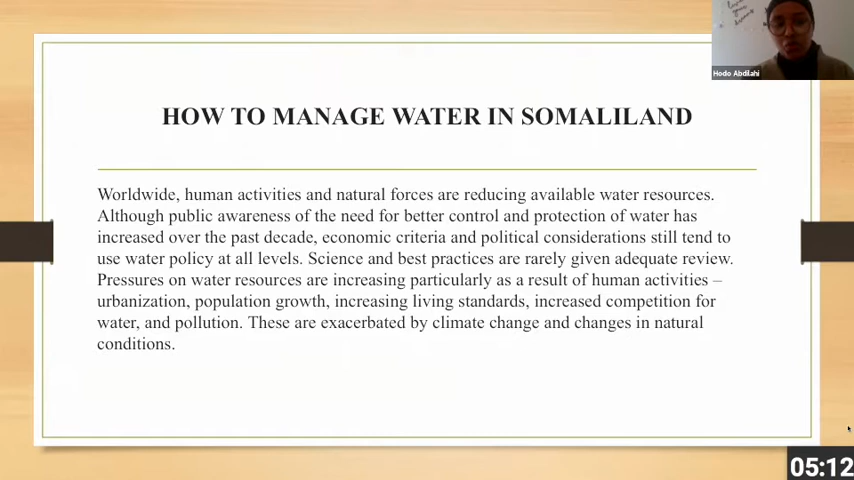 Hodo Abdilahi
HOW TO MANAGE WATER IN SOMALILAND
Worldwide, human activities and natural forces are reducing available water resources.
Although public awareness of the need for better control and protection of water has
increased over the past decade, economic criteria and political considerations still tend to
use water policy at all levels. Science and best practices are rarely given adequate review.
Pressures on water resources are increasing particularly as a result of human activities –
urbanization, population growth, increasing living standards, increased competition for
water, and pollution. These are exacerbated by climate change and changes in natural
conditions.
05:12